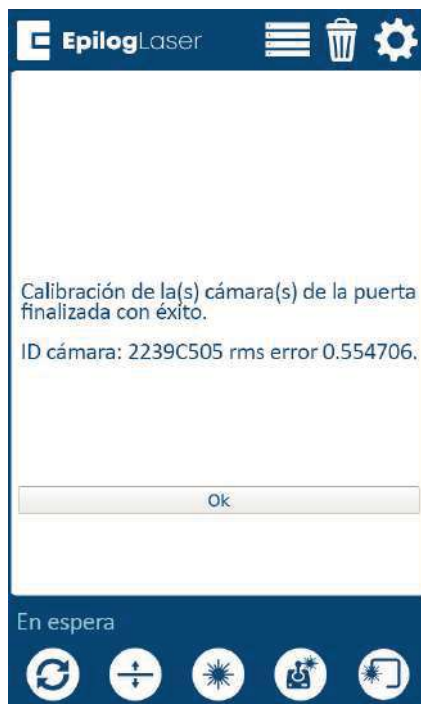 EpilogLaser
Calibración de la(s) cámara(s) de la puerta
finalizada con éxito.
ID cámara: 2239C505 rms error 0.554706.
Ok
En espera